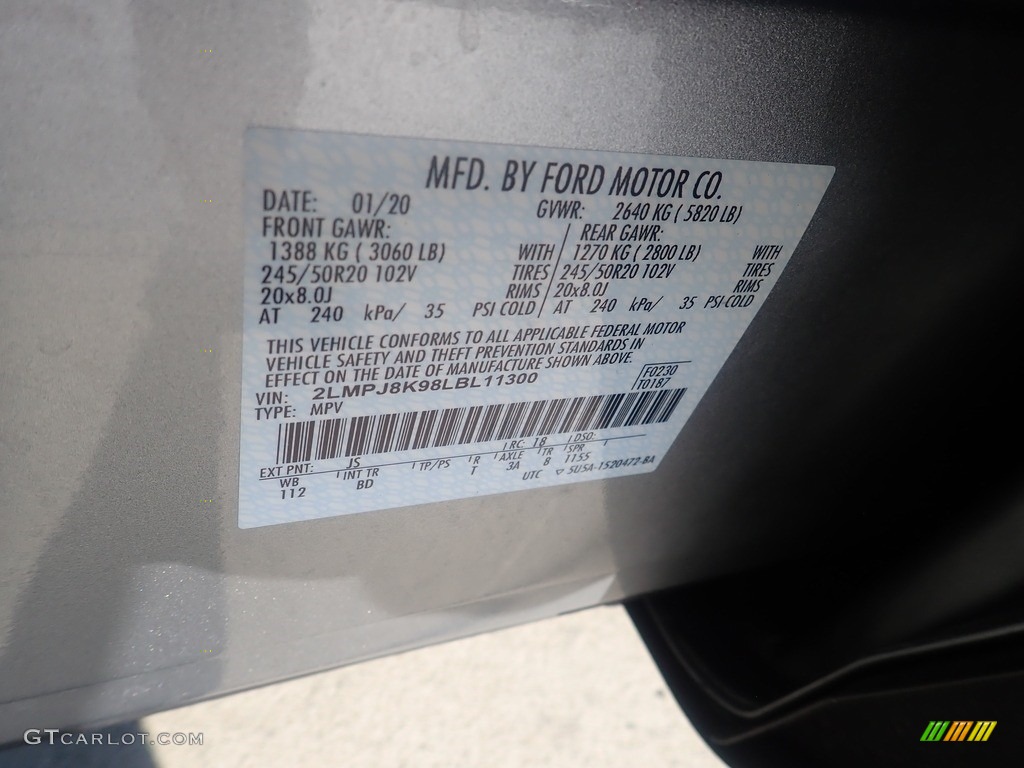 MFD. BY FORD MOTOR CO.
DATE: 01/20 GVWR: 2640 KG ( 5820 LB)
FRONT GAWR: REAR GAWR:
1388 KG ( 3060 LB) WITH 1270 KG ( 2800 LB) WITH
245/50R20 102V TIRES 245/50R20 102V TIRES
20x8.0J RIMS 20x8.0J RIMS
AT 240 kPa/ 35 PSI COLD AT 240 kPa/ 35 PSI COLD
THIS VEHICLE CONFORMS TO ALL APPLICABLE FEDERAL MOTOR
VEHICLE SAFETY AND THEFT PREVENTION STANDARDS IN
EFFECT ON THE DATE OF MANUFACTURE SHOWN ABOVE.
VIN: 2LMPJ8K98LBL11300 F0230
TYPE: MPV T0187
EXT PNT: JS RC: 18 DSO:
WB INT TR TP/PS R AXLE TR SPR
112 BD T 3A B 1155
UTC ▽ 5U5A-1520472-BA
GTCARLOT.COM